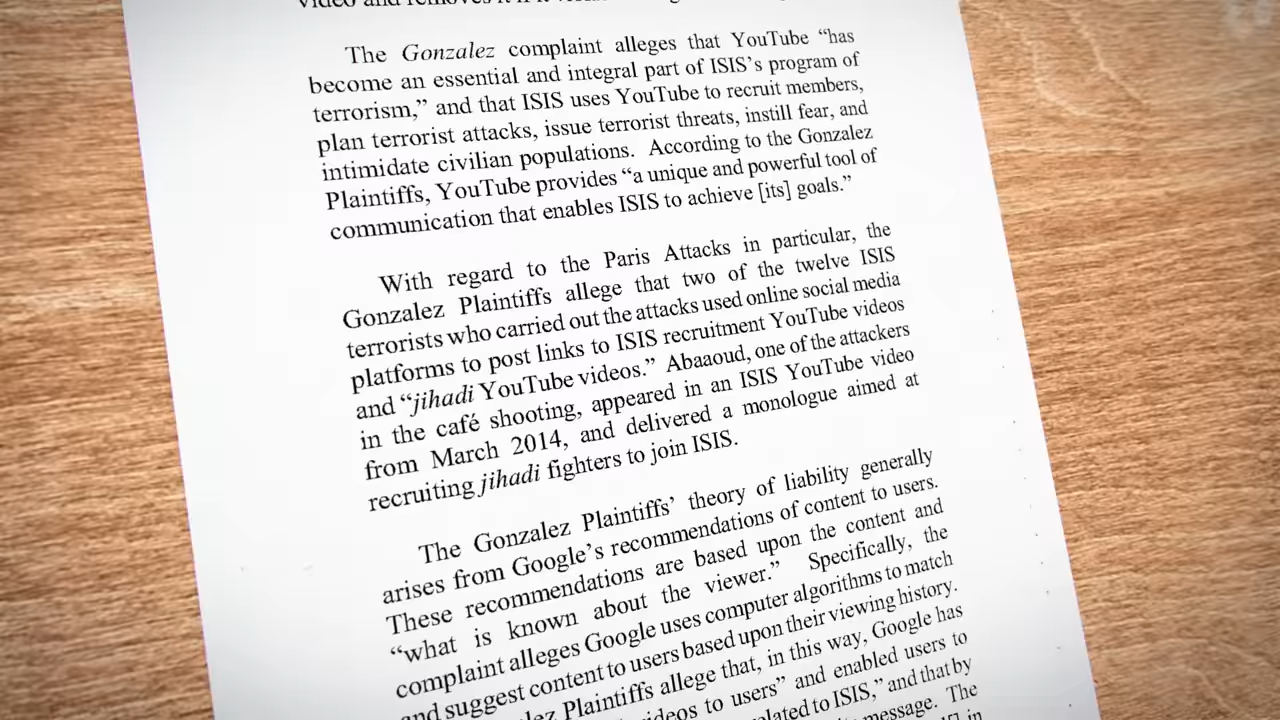 video and removes it if it
The Gonzalez complaint alleges that YouTube “has
become an essential and integral part of ISIS’s program of
terrorism,” and that ISIS uses YouTube to recruit members,
plan terrorist attacks, issue terrorist threats, instill fear, and
intimidate civilian populations. According to the Gonzalez
Plaintiffs, YouTube provides “a unique and powerful tool of
communication that enables ISIS to achieve [its] goals.”
With regard to the Paris Attacks in particular, the
Gonzalez Plaintiffs allege that two of the twelve ISIS
terrorists who carried out the attacks used online social media
platforms to post links to ISIS recruitment YouTube videos
and “jihadi YouTube videos.” Abaaoud, one of the attackers
in the café shooting, appeared in an ISIS YouTube video
from March 2014, and delivered a monologue aimed at
recruiting jihadi fighters to join ISIS.
The Gonzalez Plaintiffs’ theory of liability generally
arises from Google’s recommendations of content to users.
These recommendations are based upon the content and
“what is known about the viewer.” Specifically, the
complaint alleges Google uses computer algorithms to match
and suggest content to users based upon their viewing history.
Plaintiffs allege that, in this way, Google has
to users” and enabled users to
to ISIS,” and that by
message. The
in